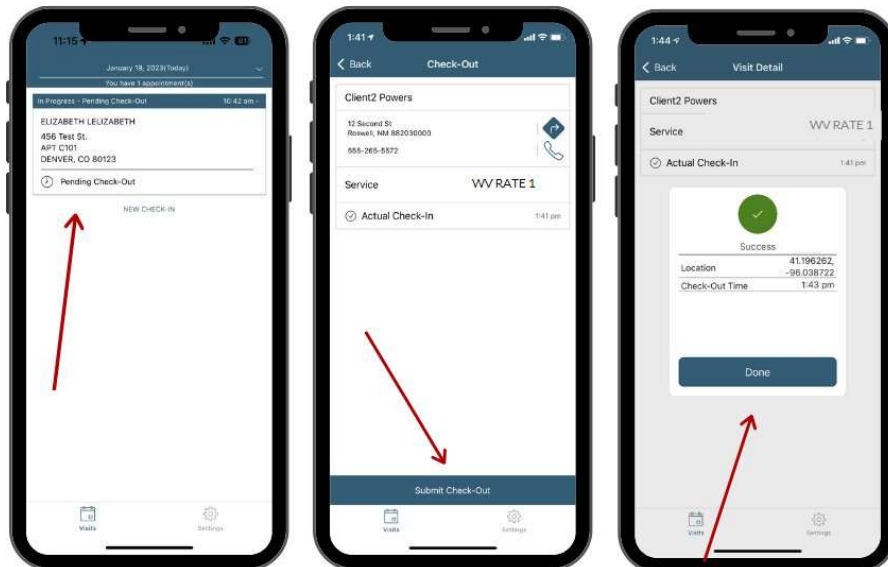 11:15
January 19, 2023(Today)
You have 1 appointment(s)
In Progress - Pending Check-Out 10:42 am -
ELIZABETH LELIZABETH
456 Test St.
APT C101
DENVER, CO 80123
Pending Check-Out
NEW CHECK-IN
Visits Settings
1:41
Back Check-Out
Client2 Powers
12 Second St
Roswell, NM 882030003
555-265-5572
Service WV RATE 1
Actual Check-In 1:41 pm
Submit Check-Out
Visits Settings
1:44
Back Visit Detail
Client2 Powers
Service WV RATE 1
Actual Check-In 1:41 pm
Success
Location 41.196262,
-96.038722
Check-Out Time 1:43 pm
Done
Visits Settings